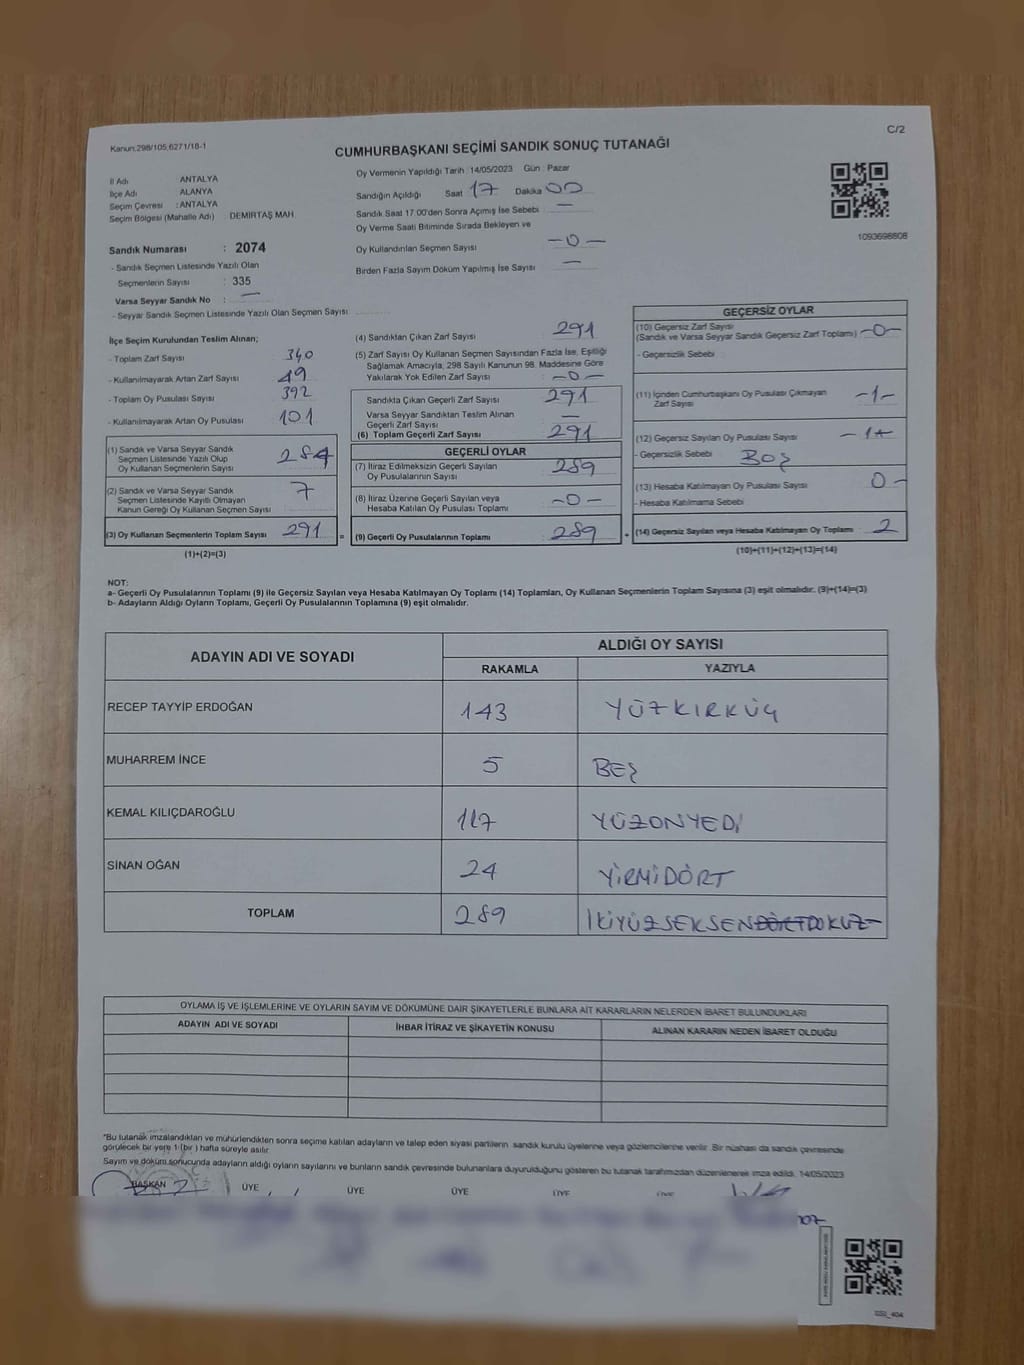 Kanun:298/105;6271/18-1
C/2
CUMHURBAŞKANI SEÇİMİ SANDIK SONUÇ TUTANAĞI
İl Adı : ANTALYA
İlçe Adı : ALANYA
Seçim Çevresi : ANTALYA
Seçim Bölgesi (Mahalle Adı) : DEMİRTAŞ MAH.
Sandık Numarası : 2074
- Sandık Seçmen Listesinde Yazılı Olan
Seçmenlerin Sayısı : 335
Varsa Seyyar Sandık No : —
- Seyyar Sandık Seçmen Listesinde Yazılı Olan Seçmen Sayısı
Oy Vermenin Yapıldığı Tarih : 14/05/2023 Gün : Pazar
Sandığın Açıldığı Saat 17 Dakika 00
Sandık Saat 17:00'den Sonra Açılmış İse Sebebi —
Oy Verme Saati Bitiminde Sırada Bekleyen ve
Oy Kullandırılan Seçmen Sayısı —0—
Birden Fazla Sayım Döküm Yapılmış İse Sayısı —
1093698808
İlçe Seçim Kurulundan Teslim Alınan;
- Toplam Zarf Sayısı 340
- Kullanılmayarak Artan Zarf Sayısı 49
- Toplam Oy Pusulası Sayısı 392
- Kullanılmayarak Artan Oy Pusulası 101
(1) Sandık ve Varsa Seyyar Sandık
Seçmen Listesinde Yazılı Olup
Oy Kullanan Seçmenlerin Sayısı 284
(2) Sandık ve Varsa Seyyar Sandık
Seçmen Listesinde Kayıtlı Olmayan
Kanun Gereği Oy Kullanan Seçmen Sayısı 7
(3) Oy Kullanan Seçmenlerin Toplam Sayısı 291
(1)+(2)=(3)
(4) Sandıktan Çıkan Zarf Sayısı 291
(5) Zarf Sayısı Oy Kullanan Seçmen Sayısından Fazla İse, Eşitliği
Sağlamak Amacıyla, 298 Sayılı Kanunun 98. Maddesine Göre
Yakılarak Yok Edilen Zarf Sayısı —0—
Sandıkta Çıkan Geçerli Zarf Sayısı 291
Varsa Seyyar Sandıktan Teslim Alınan
Geçerli Zarf Sayısı —
(6) Toplam Geçerli Zarf Sayısı 291
GEÇERLİ OYLAR
(7) İtiraz Edilmeksizin Geçerli Sayılan
Oy Pusulalarının Sayısı 289
(8) İtiraz Üzerine Geçerli Sayılan veya
Hesaba Katılan Oy Pusulası Toplamı —0—
= (9) Geçerli Oy Pusulalarının Toplamı 289 +
GEÇERSİZ OYLAR
(10) Geçersiz Zarf Sayısı
(Sandık ve Varsa Seyyar Sandık Geçersiz Zarf Toplamı) —0—
- Geçersizlik Sebebi
(11) İçinden Cumhurbaşkanı Oy Pusulası Çıkmayan
Zarf Sayısı —1—
(12) Geçersiz Sayılan Oy Pusulası Sayısı —1—
- Geçersizlik Sebebi BOŞ
(13) Hesaba Katılmayan Oy Pusulası Sayısı 0—
- Hesaba Katılmama Sebebi
(14) Geçersiz Sayılan veya Hesaba Katılmayan Oy Toplamı 2
(10)+(11)+(12)+(13)=(14)
NOT:
a- Geçerli Oy Pusulalarının Toplamı (9) ile Geçersiz Sayılan veya Hesaba Katılmayan Oy Toplamı (14) Toplamları, Oy Kullanan Seçmenlerin Toplam Sayısına (3) eşit olmalıdır. (9)+(14)=(3)
b- Adayların Aldığı Oyların Toplamı, Geçerli Oy Pusulalarının Toplamına (9) eşit olmalıdır.
ADAYIN ADI VE SOYADI
ALDIĞI OY SAYISI
RAKAMLA YAZIYLA
RECEP TAYYİP ERDOĞAN 143 YÜZKIRKÜÇ
MUHARREM İNCE 5 BEŞ
KEMAL KILIÇDAROĞLU 117 YÜZONYEDİ
SİNAN OĞAN 24 YİRMİDÖRT
TOPLAM 289 İKİYÜZSEKSENDÖRTDOKUZ
OYLAMA İŞ VE İŞLEMLERİNE VE OYLARIN SAYIM VE DÖKÜMÜNE DAİR ŞİKAYETLERLE BUNLARA AİT KARARLARIN NELERDEN İBARET BULUNDUKLARI
ADAYIN ADI VE SOYADI İHBAR İTİRAZ VE ŞİKAYETİN KONUSU ALINAN KARARIN NEDEN İBARET OLDUĞU
*Bu tutanak imzalandıktan ve mühürlendikten sonra seçime katılan adayların ve talep eden siyasi partilerin sandık kurulu üyelerine veya gözlemcilerine verilir. Bir nüshası da sandık çevresinde
görülecek bir yere 1 (bir ) hafta süreyle asılır.
Sayım ve döküm sonucunda adayların aldığı oyların sayılarını ve bunların sandık çevresinde bulunanlara duyurulduğunu gösteren bu tutanak tarafımızdan düzenlenerek imza edildi. 14/05/2023
BAŞKAN ÜYE ÜYE ÜYE ÜYE ÜYE